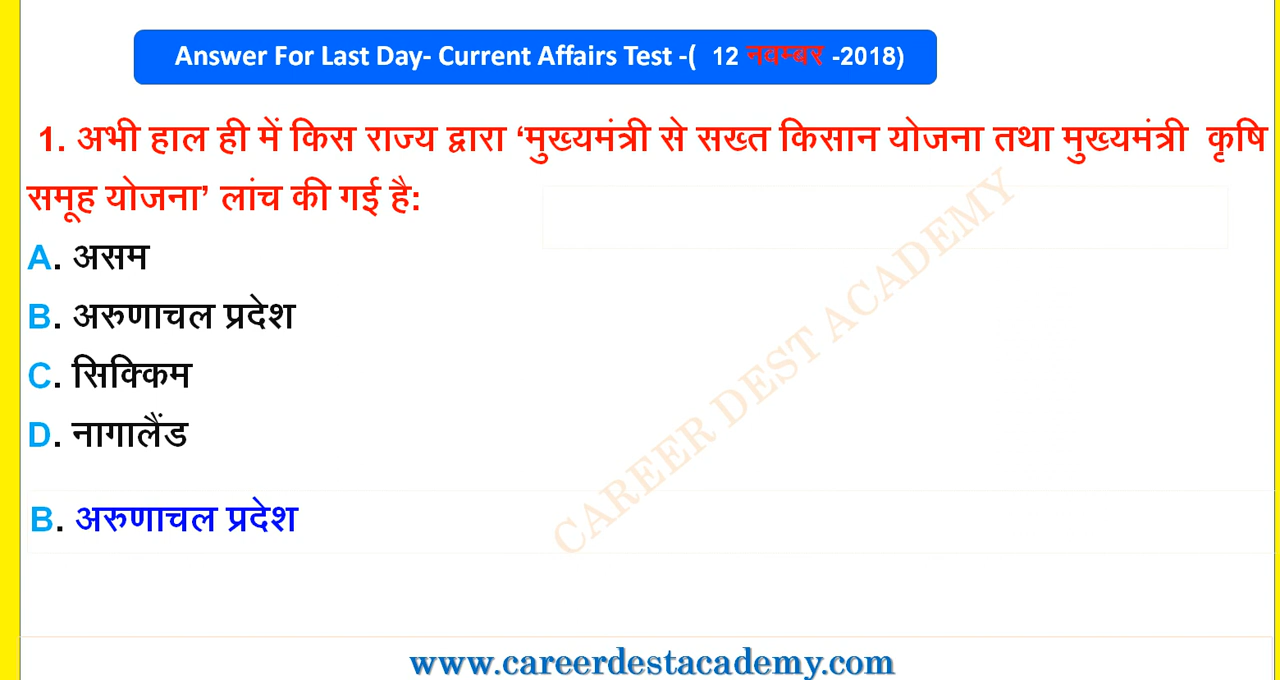 Answer For Last Day- Current Affairs Test -( 12 नवम्बर -2018)
1. अभी हाल ही में किस राज्य द्वारा ‘मुख्यमंत्री से सख्त किसान योजना तथा मुख्यमंत्री कृषि
समूह योजना’ लांच की गई है:
A. असम
B. अरुणाचल प्रदेश
C. सिक्किम
D. नागालैंड
B. अरुणाचल प्रदेश
CAREER DEST ACADEMY
www.careerdestacademy.com